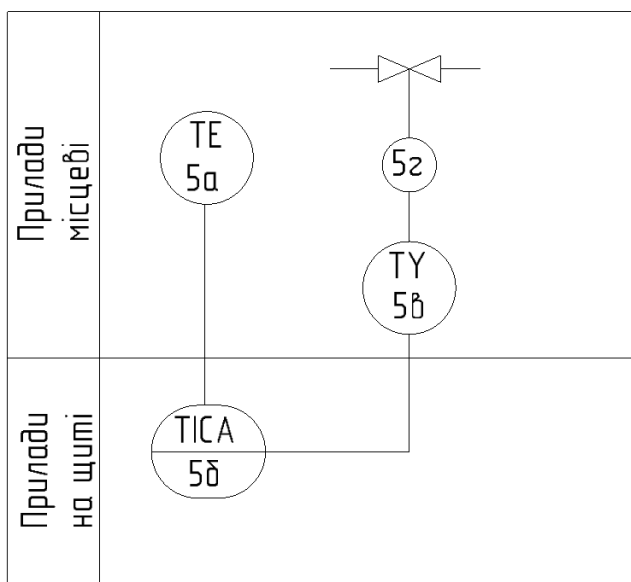 Прилади
місцеві
TE
5а
5г
TY
5в
Прилади
на щиті
TICA
5б